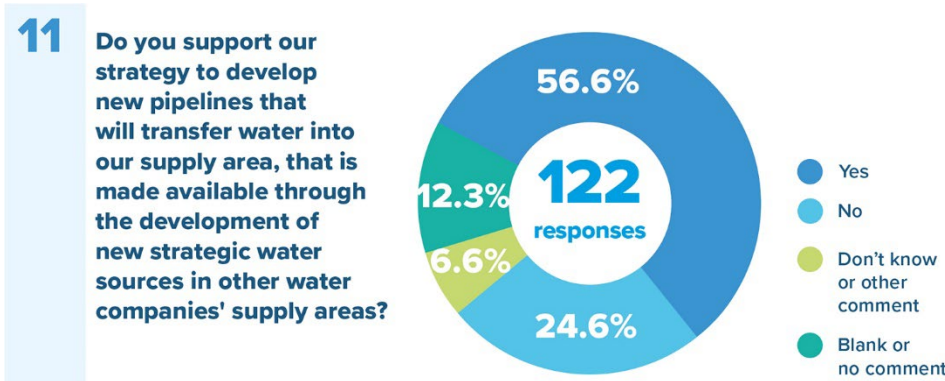 11
Do you support our
strategy to develop
new pipelines that
will transfer water into
our supply area, that is
made available through
the development of
new strategic water
sources in other water
companies' supply areas?
56.6%
12.3%
6.6%
24.6%
122
responses
Yes
No
Don't know
or other
comment
Blank or
no comment